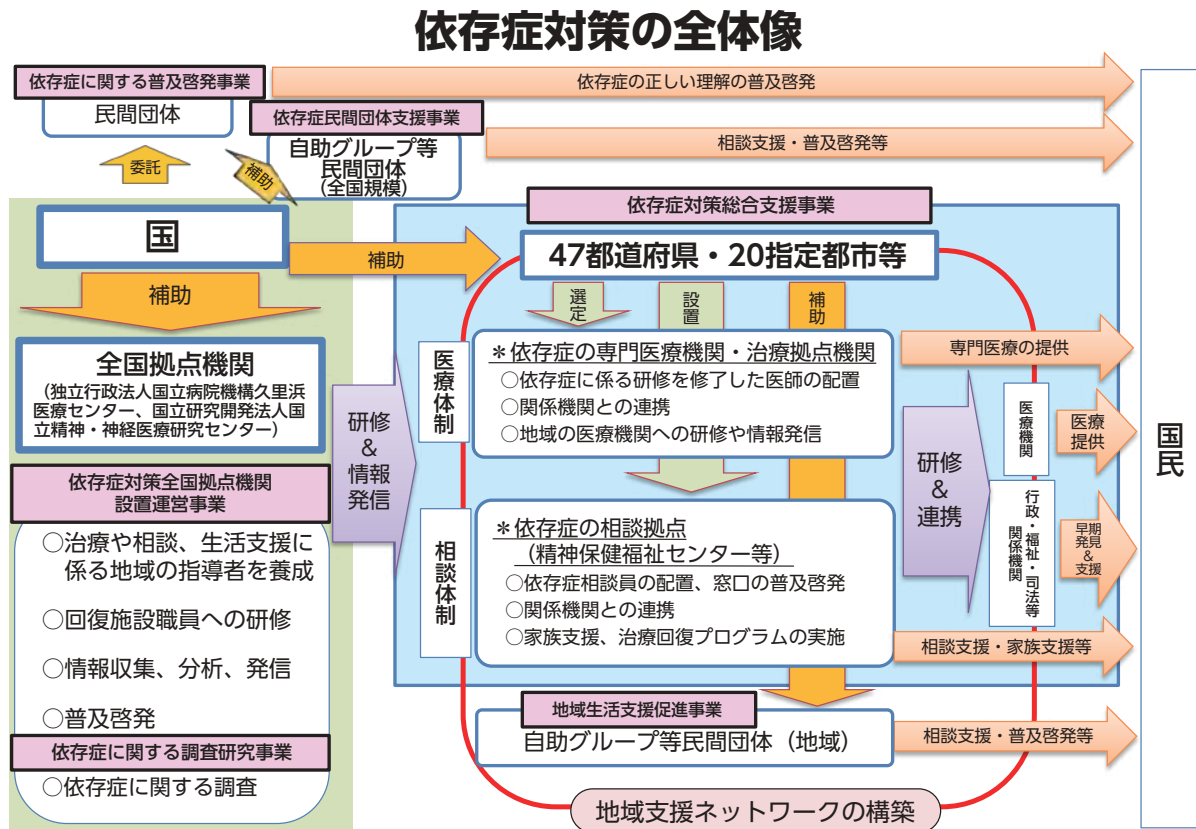 依存症対策の全体像
依存症に関する普及啓発事業
民間団体
依存症の正しい理解の普及啓発
依存症民間団体支援事業
自助グループ等
民間団体
(全国規模)
相談支援・普及啓発等
委託
補助
国
補助
補助
全国拠点機関
(独立行政法人国立病院機構久里浜
医療センター、国立研究開発法人国
立精神・神経医療研究センター)
依存症対策全国拠点機関
設置運営事業
○治療や相談、生活支援に
係る地域の指導者を養成
○回復施設職員への研修
○情報収集、分析、発信
○普及啓発
依存症に関する調査研究事業
○依存症に関する調査
研修
&
情報
発信
依存症対策総合支援事業
47都道府県・20指定都市等
選定
設置
補助
医療体制
*依存症の専門医療機関・治療拠点機関
○依存症に係る研修を修了した医師の配置
○関係機関との連携
○地域の医療機関への研修や情報発信
相談体制
*依存症の相談拠点
(精神保健福祉センター等)
○依存症相談員の配置、窓口の普及啓発
○関係機関との連携
○家族支援、治療回復プログラムの実施
専門医療の提供
研修
&
連携
医療機関
医療
提供
行政・福祉・司法等
関係機関
早期
発見
&
支援
相談支援・家族支援等
地域生活支援促進事業
自助グループ等民間団体(地域)
相談支援・普及啓発等
地域支援ネットワークの構築
国民